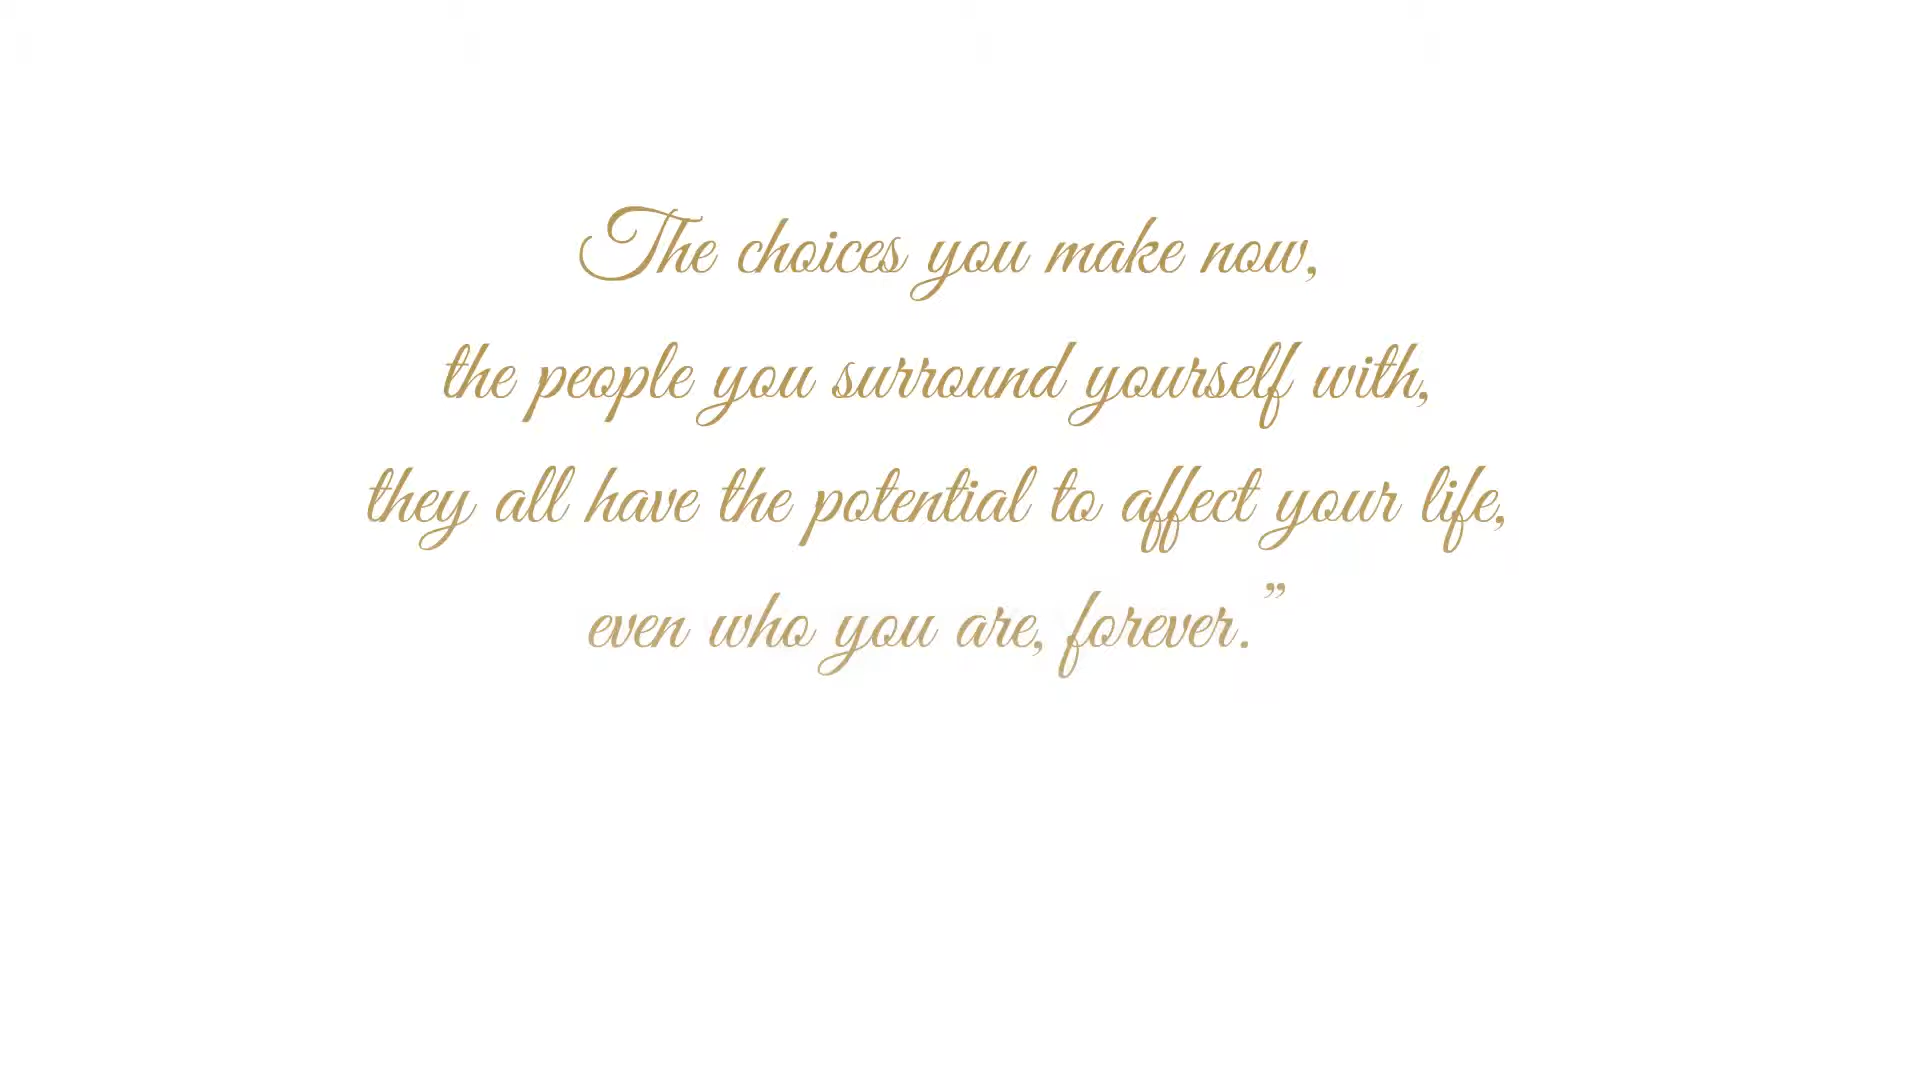 The choices you make now,
the people you surround yourself with,
they all have the potential to affect your life,
even who you are, forever.”